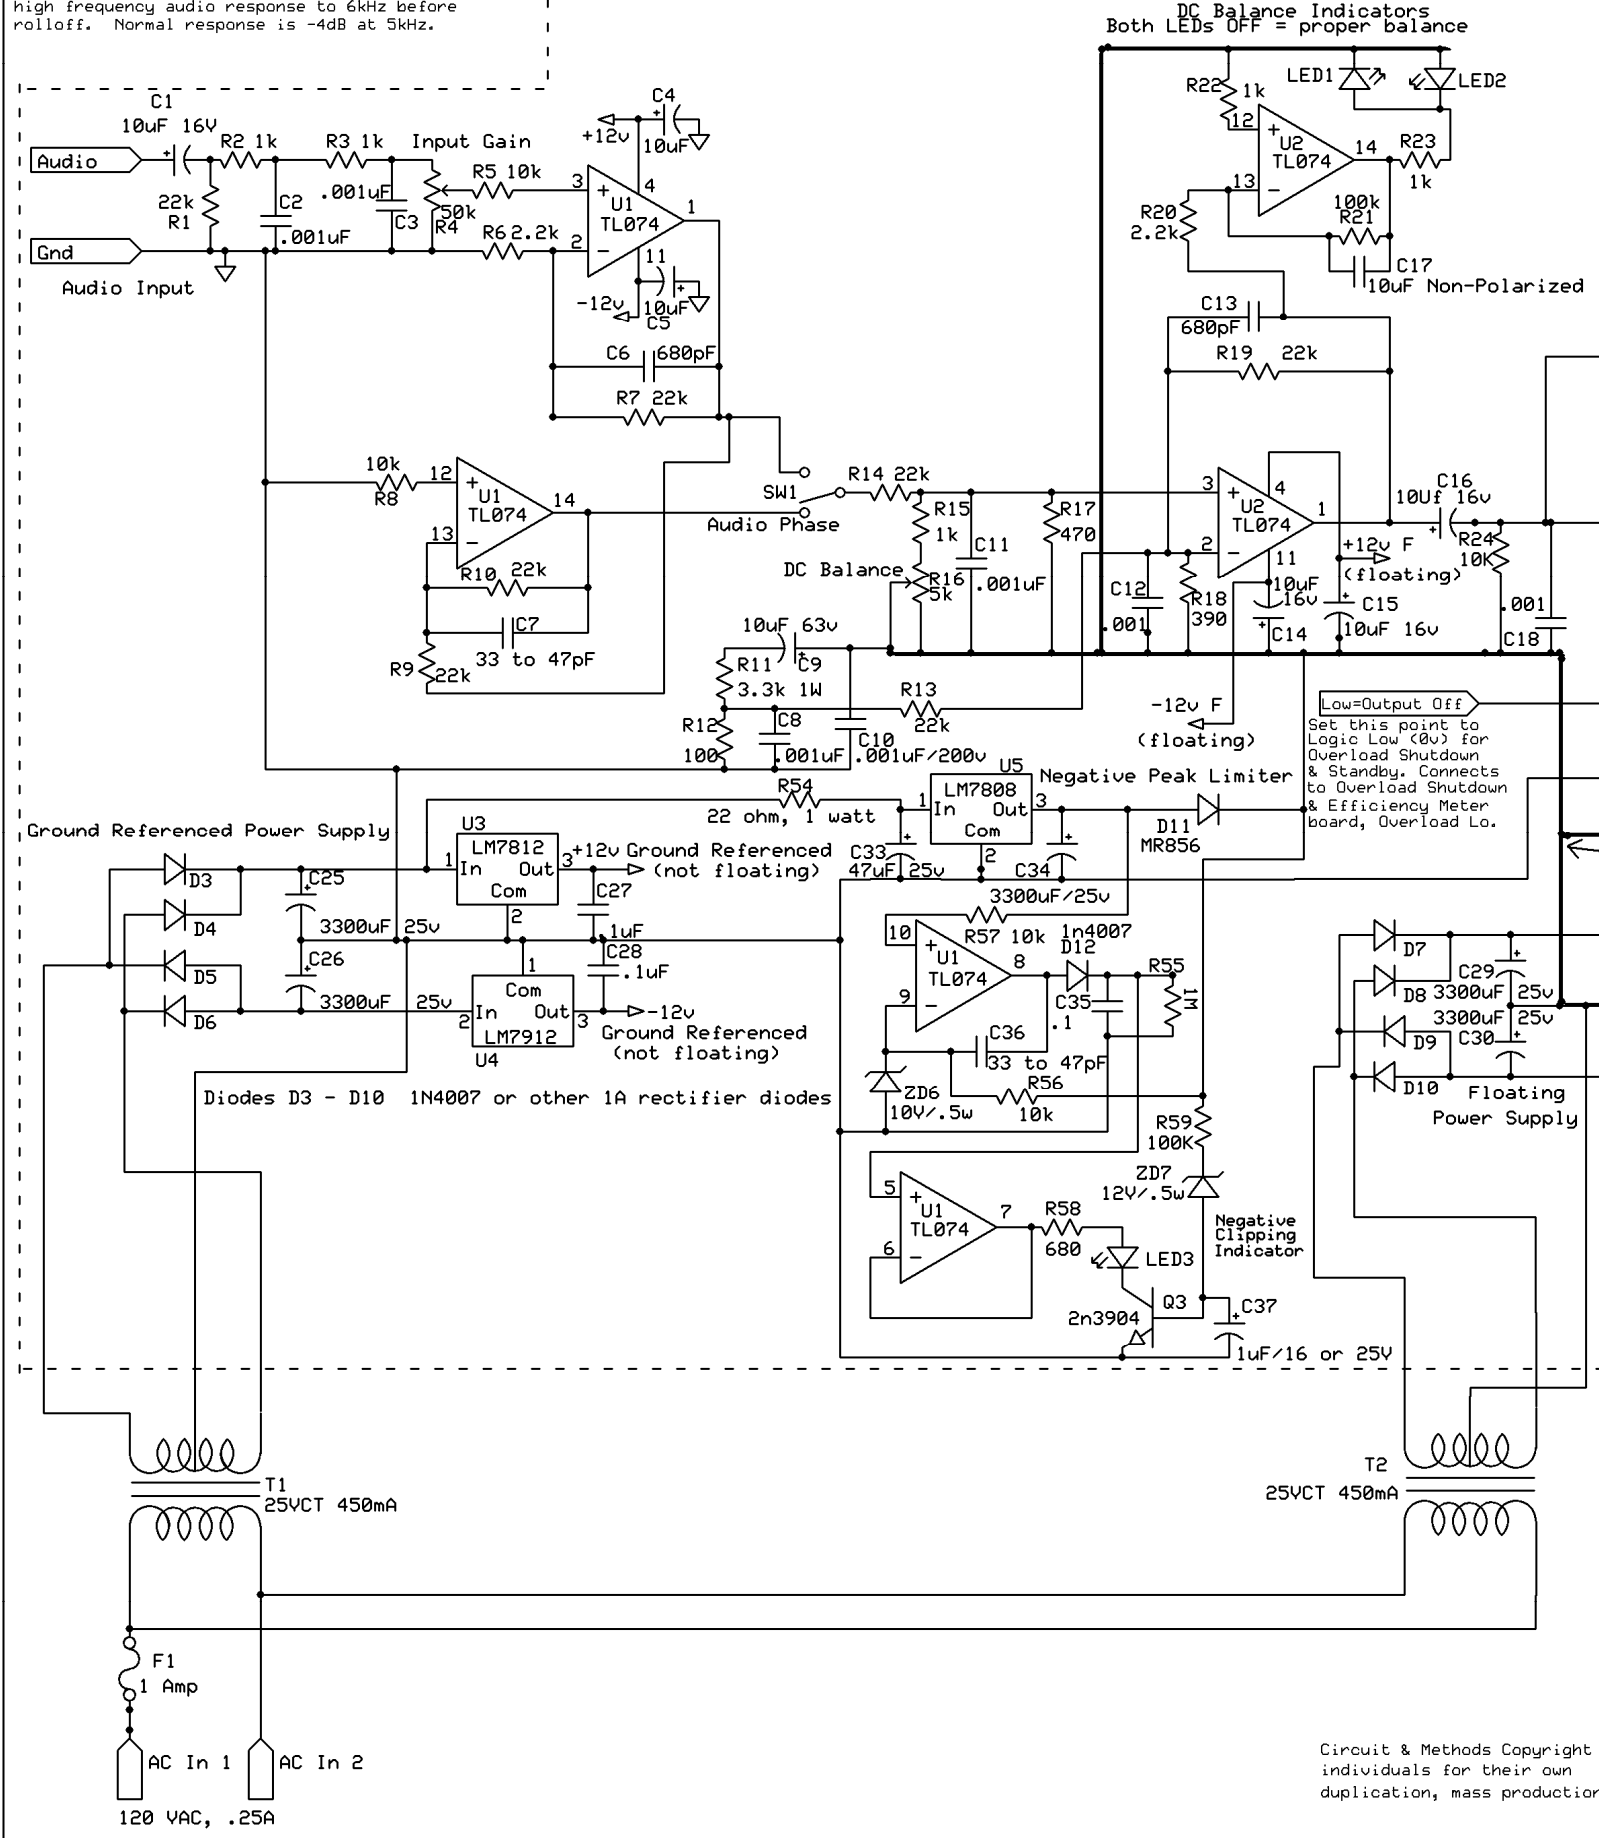 high frequency audio response to 6kHz before
rolloff. Normal response is -4dB at 5kHz.
DC Balance Indicators
Both LEDs OFF = proper balance
C1
10uF 16V
Audio
R2 1k
R3 1k
Input Gain
22k
R1
C2
.001uF
.001uF
C3
50k
R4
R5 10k
R6 2.2k
Gnd
Audio Input
C4
+12v
10uF
3
4
+
U1
TL074
1
2
−
11
-12v
10uF
C5
C6
680pF
R7 22k
R22
1k
LED1
LED2
12
+
U2
TL074
14
R23
1k
13
−
R20
2.2k
100k
R21
C17
10uF Non-Polarized
C13
680pF
R19
22k
10k
R8
12
+
U1
TL074
14
13
−
R10
22k
C7
33 to 47pF
R9
22k
SW1
Audio Phase
R14 22k
R15
1k
DC Balance
R16
5k
C11
.001uF
R17
470
3
+
4
U2
TL074
1
2
−
11
C12
.001
R18
390
10uF
16v
C14
+12v F
(floating)
C15
10uF 16v
C16
10Uf 16v
R24
10K
.001
C18
10uF 63v
R11
3.3k 1W
C9
R12
100
C8
.001uF
C10
.001uF/200v
R13
22k
-12v F
(floating)
Low=Output Off
Set this point to
Logic Low (0v) for
Overload Shutdown
& Standby. Connects
to Overload Shutdown
& Efficiency Meter
board, Overload Lo.
R54
22 ohm, 1 watt
U5
LM7808
1
In
Out
3
Com
2
Negative Peak Limiter
D11
MR856
C33
47uF 25v
C34
3300uF/25v
Ground Referenced Power Supply
D3
D4
D5
D6
C25
3300uF 25v
C26
3300uF 25v
U3
LM7812
1
In
Out
3
Com
2
+12v Ground Referenced
(not floating)
C27
.1uF
C28
.1uF
1
Com
2
In
Out
3
LM7912
U4
-12v
Ground Referenced
(not floating)
Diodes D3 - D10 1N4007 or other 1A rectifier diodes
10
+
U1
TL074
8
9
−
R57 10k
1n4007
D12
R55
1M
C35
.1
C36
33 to 47pF
ZD6
10V/.5w
R56
10k
R59
100K
ZD7
12V/.5w
Negative
Clipping
Indicator
5
+
U1
TL074
7
6
−
R58
680
LED3
Q3
2n3904
C37
1uF/16 or 25V
D7
D8
D9
D10
C29
3300uF 25v
3300uF 25v
C30
Floating
Power Supply
T1
25VCT 450mA
T2
25VCT 450mA
F1
1 Amp
AC In 1
AC In 2
120 VAC, .25A
Circuit & Methods Copyright
individuals for their own
duplication, mass production